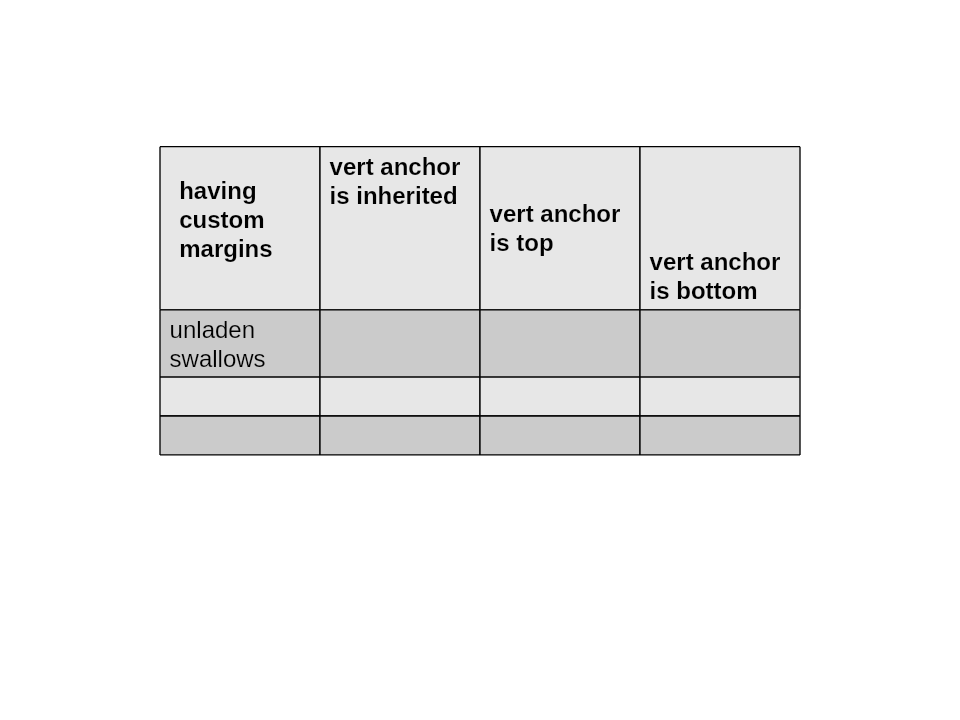 having
custom
margins
vert anchor
is inherited
vert anchor
is top
vert anchor
is bottom
unladen
swallows